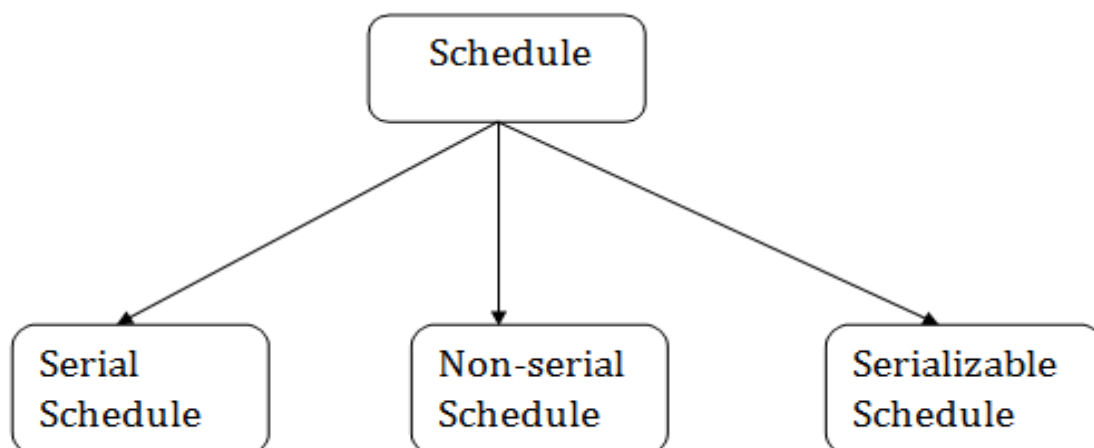 Schedule
Serial
Schedule
Non-serial
Schedule
Serializable
Schedule